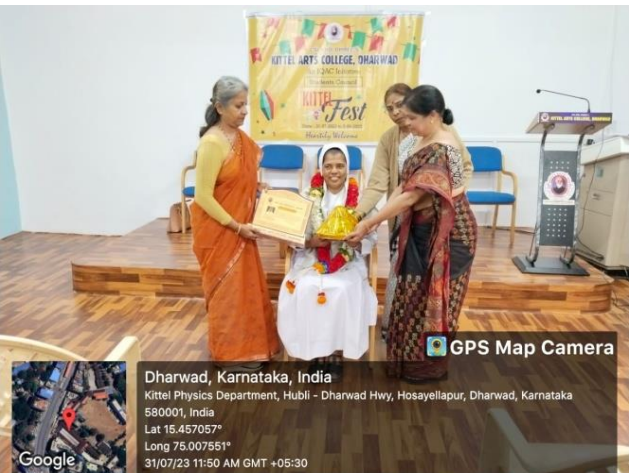 KITTEL ARTS COLLEGE, DHARWAD
IQAC Initiative
Students Council
KITTEL
Fest
Heartily Welcome
KITTEL ARTS COLLEGE, DHARWAD
GPS Map Camera
Dharwad, Karnataka, India
Kittel Physics Department, Hubli - Dharwad Hwy, Hosayellapur, Dharwad, Karnataka
580001, India
Lat 15.457057°
Long 75.007551°
31/07/23 11:50 AM GMT +05:30
Google